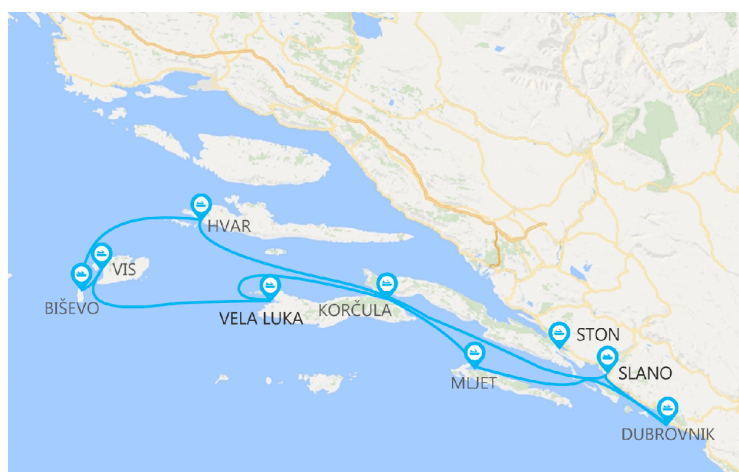 HVAR
VIS
BIŠEVO
VELA LUKA
KORČULA
STON
SLANO
MLJET
DUBROVNIK